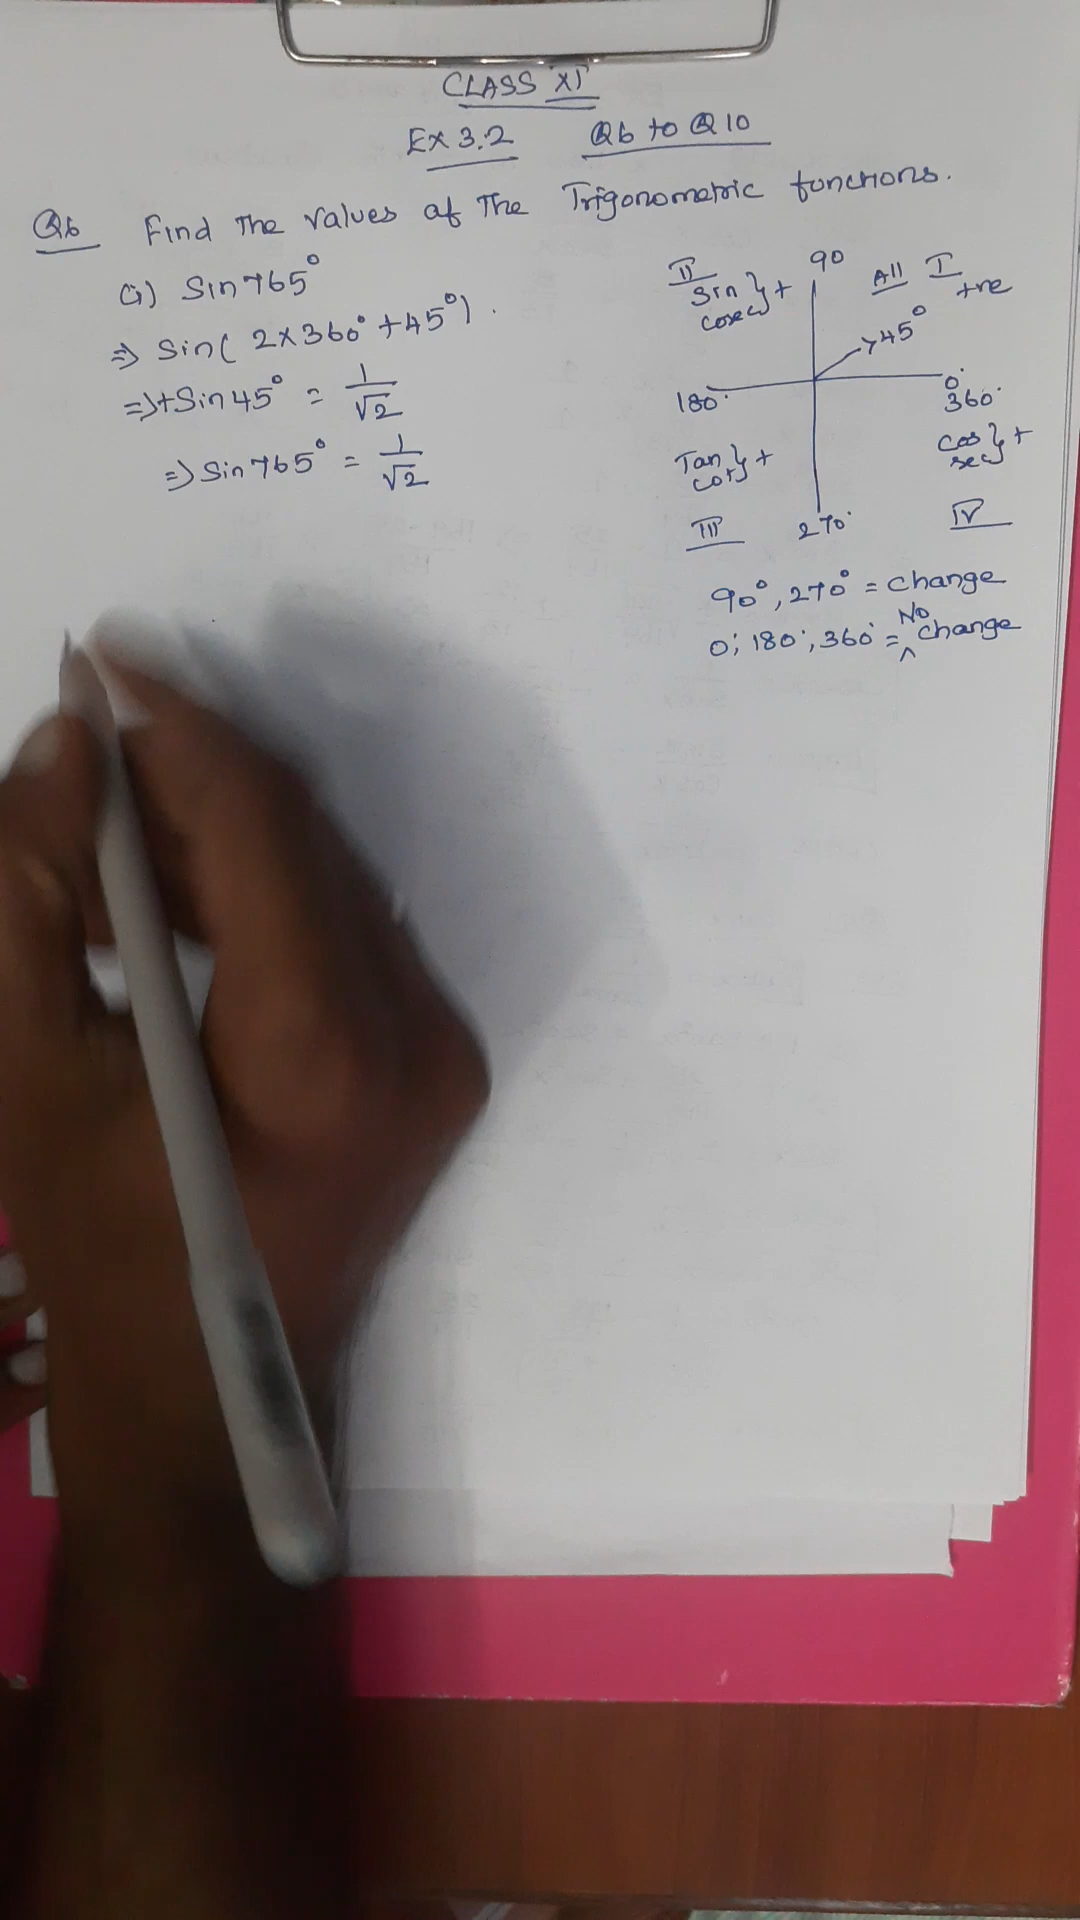 CLASS XI
EX 3.2 Q6 to Q10
Q6 Find The values of The Trigonometric functions.
(i) Sin 765°
⇒ Sin( 2×360° +45°).
⇒ + Sin 45° = 1/√2
⇒ Sin 765° = 1/√2
90
II
Sin } +
cosec
All I
+ve
45°
180°
0°
360°
Tan } +
cot
cos } +
sec
III
270°
IV
90°, 270° = change
0°, 180°, 360° = No change